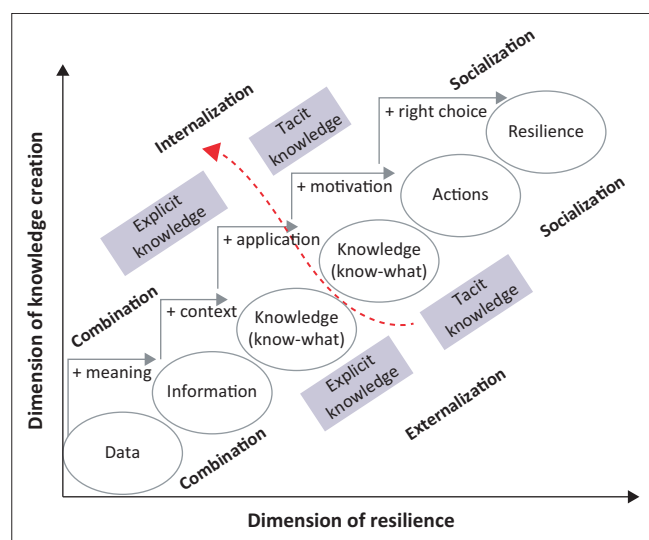 Dimension of knowledge creation
Socialization
Internalization
Tacit
knowledge
+ right choice
Resilience
Explicit
knowledge
+ motivation
Actions
Socialization
+ application
Knowledge
(know-what)
Combination
+ context
Knowledge
(know-what)
Tacit
knowledge
+ meaning
Information
Explicit
knowledge
Externalization
Data
Combination
Dimension of resilience